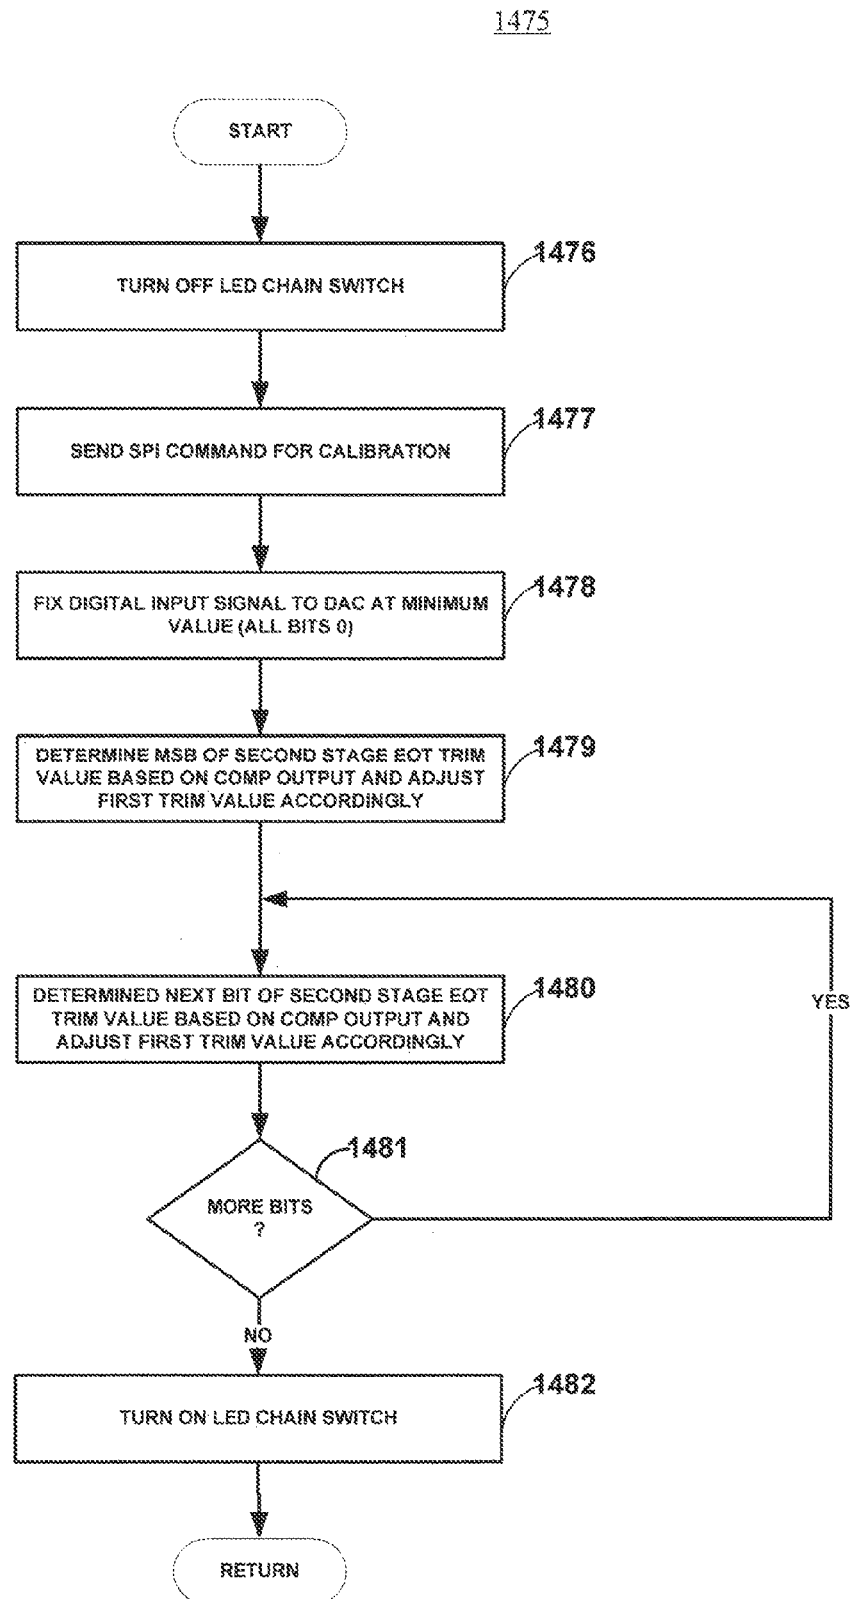 1475
START
1476
TURN OFF LED CHAIN SWITCH
1477
SEND SPI COMMAND FOR CALIBRATION
1478
FIX DIGITAL INPUT SIGNAL TO DAC AT MINIMUM
VALUE (ALL BITS 0)
1479
DETERMINE MSB OF SECOND STAGE EOT TRIM
VALUE BASED ON COMP OUTPUT AND ADJUST
FIRST TRIM VALUE ACCORDINGLY
1480
DETERMINED NEXT BIT OF SECOND STAGE EOT
TRIM VALUE BASED ON COMP OUTPUT AND
ADJUST FIRST TRIM VALUE ACCORDINGLY
YES
1481
MORE BITS
?
NO
1482
TURN ON LED CHAIN SWITCH
RETURN